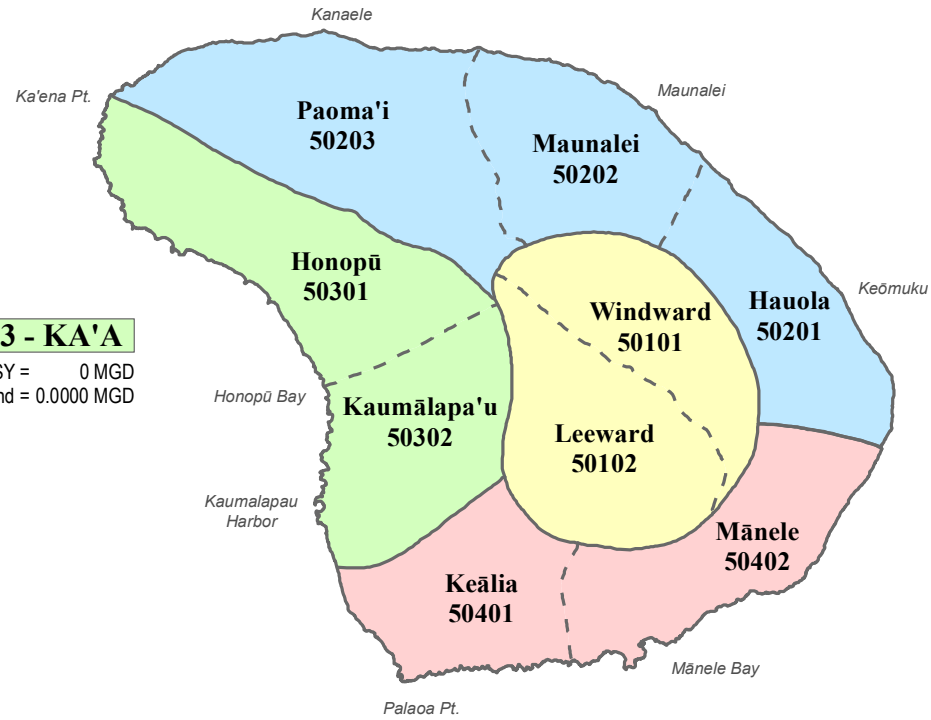 Kanaele
Ka'ena Pt.
Maunalei
Paoma'i
50203
Maunalei
50202
Honopū
50301
Windward
50101
Hauola
50201
Keōmuku
3 - KA'A
SY = 0 MGD
nd = 0.0000 MGD
Honopū Bay
Kaumālapa'u
50302
Leeward
50102
Kaumalapau
Harbor
Mānele
50402
Keālia
50401
Mānele Bay
Palaoa Pt.